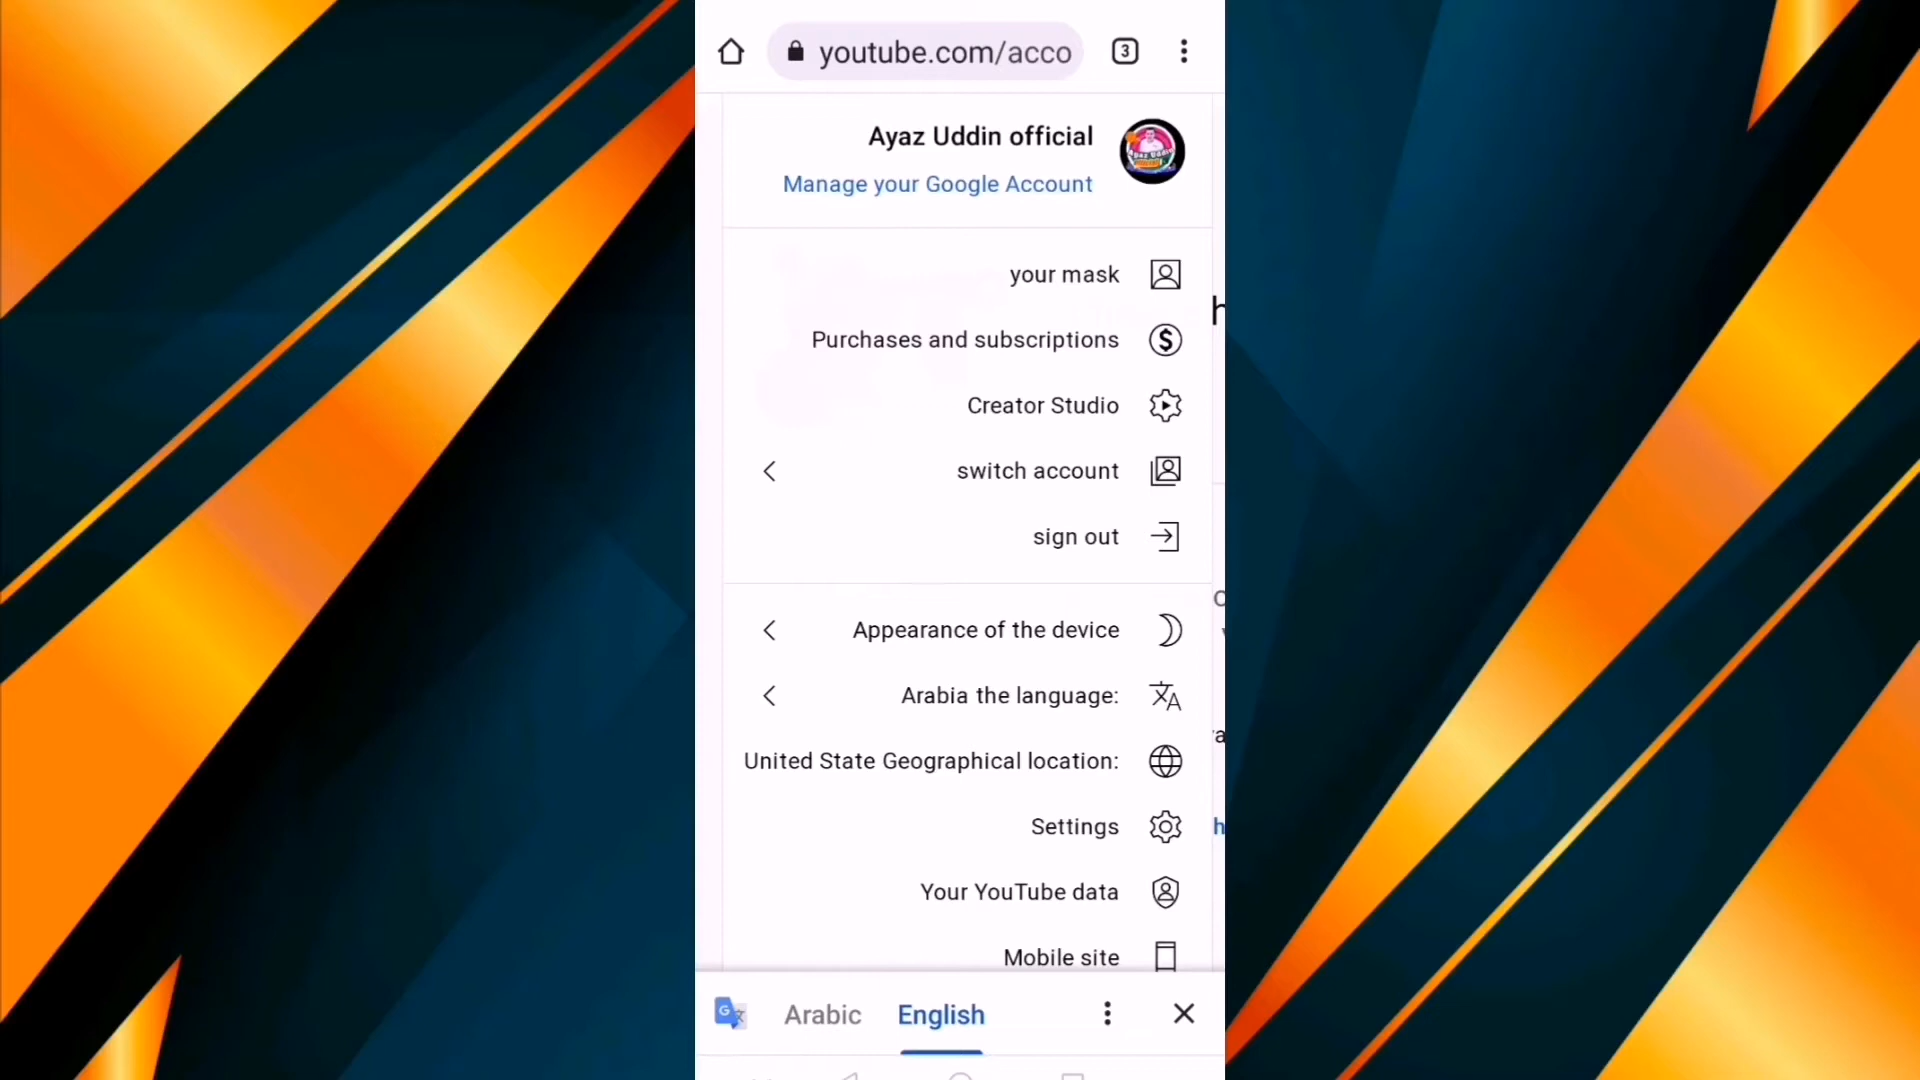 youtube.com/acco
3
Ayaz Uddin official
Manage your Google Account
your mask
Purchases and subscriptions
Creator Studio
switch account
sign out
Appearance of the device
Arabia the language:
United State Geographical location:
Settings
Your YouTube data
Mobile site
Arabic
English